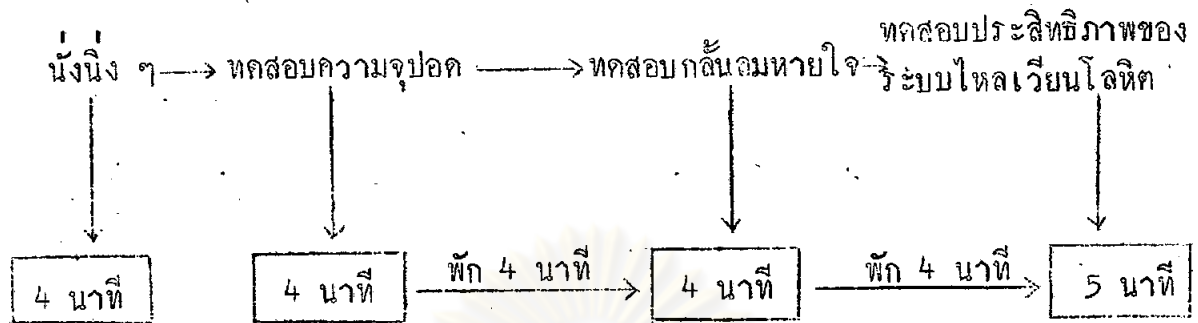 นั่งนิ่ง ๆ → ทดสอบความจุปอด → ทดสอบกลั้นลมหายใจ → ทดสอบประสิทธิภาพของ
ระบบไหลเวียนโลหิต
4 นาที
4 นาที
พัก 4 นาที
4 นาที
พัก 4 นาที
5 นาที